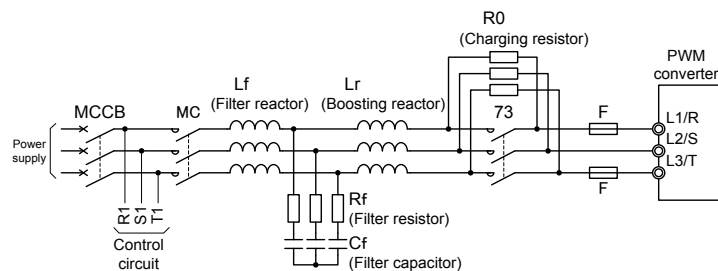 R0
(Charging resistor)
PWM
converter
Lf
(Filter reactor)
Lr
(Boosting reactor)
MCCB
MC
73
F
L1/R
L2/S
L3/T
Power
supply
F
R1
S1
T1
Rf
(Filter resistor)
Cf
(Filter capacitor)
Control
circuit